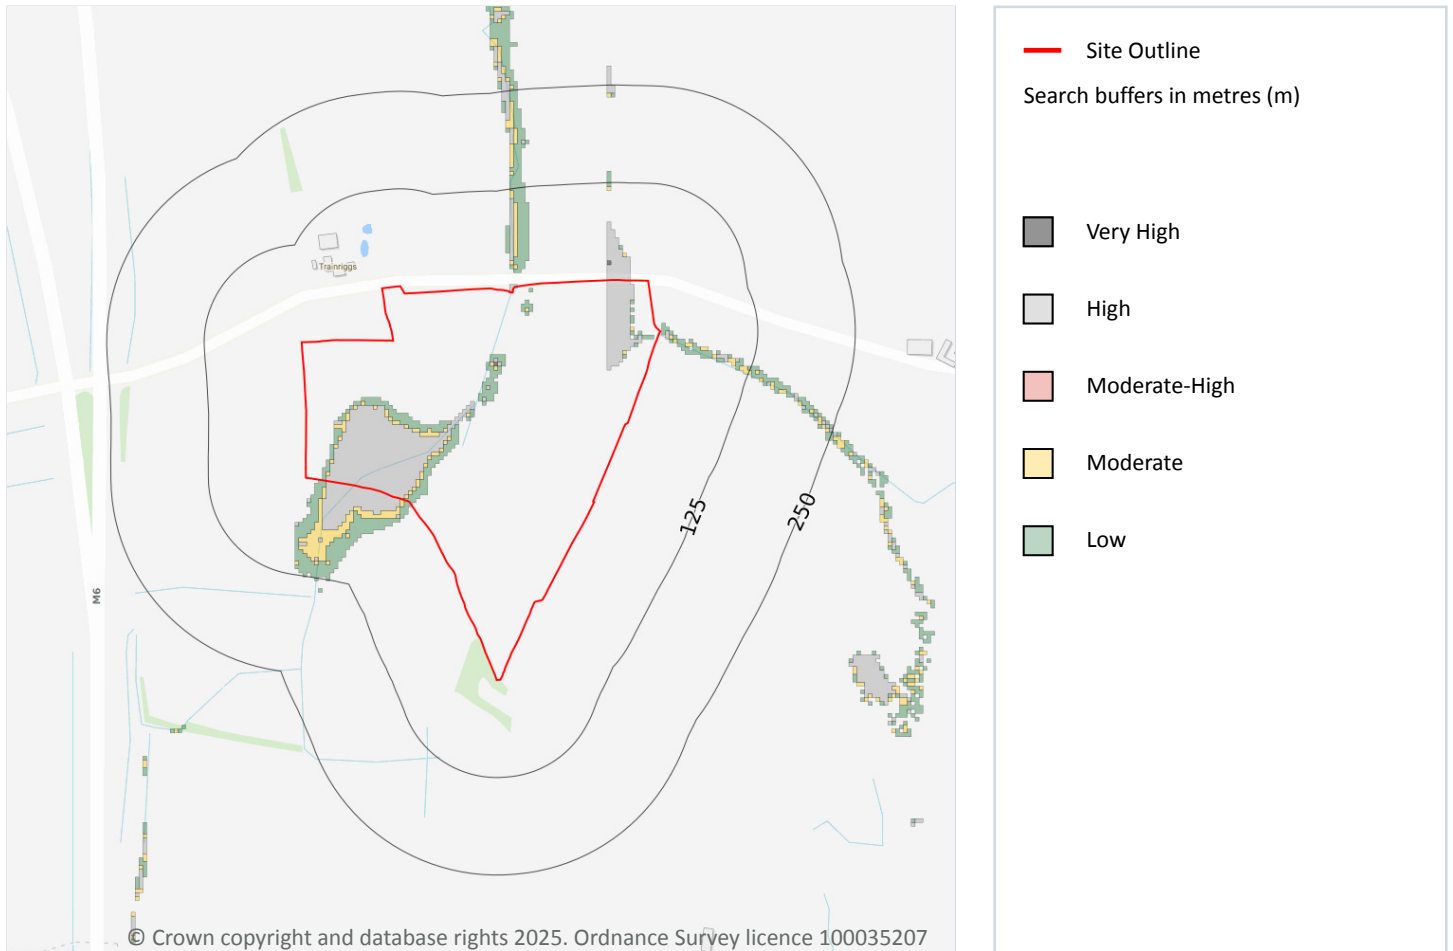 Trainriggs
M6
125
250
© Crown copyright and database rights 2025. Ordnance Survey licence 100035207
Site Outline
Search buffers in metres (m)
Very High
High
Moderate-High
Moderate
Low